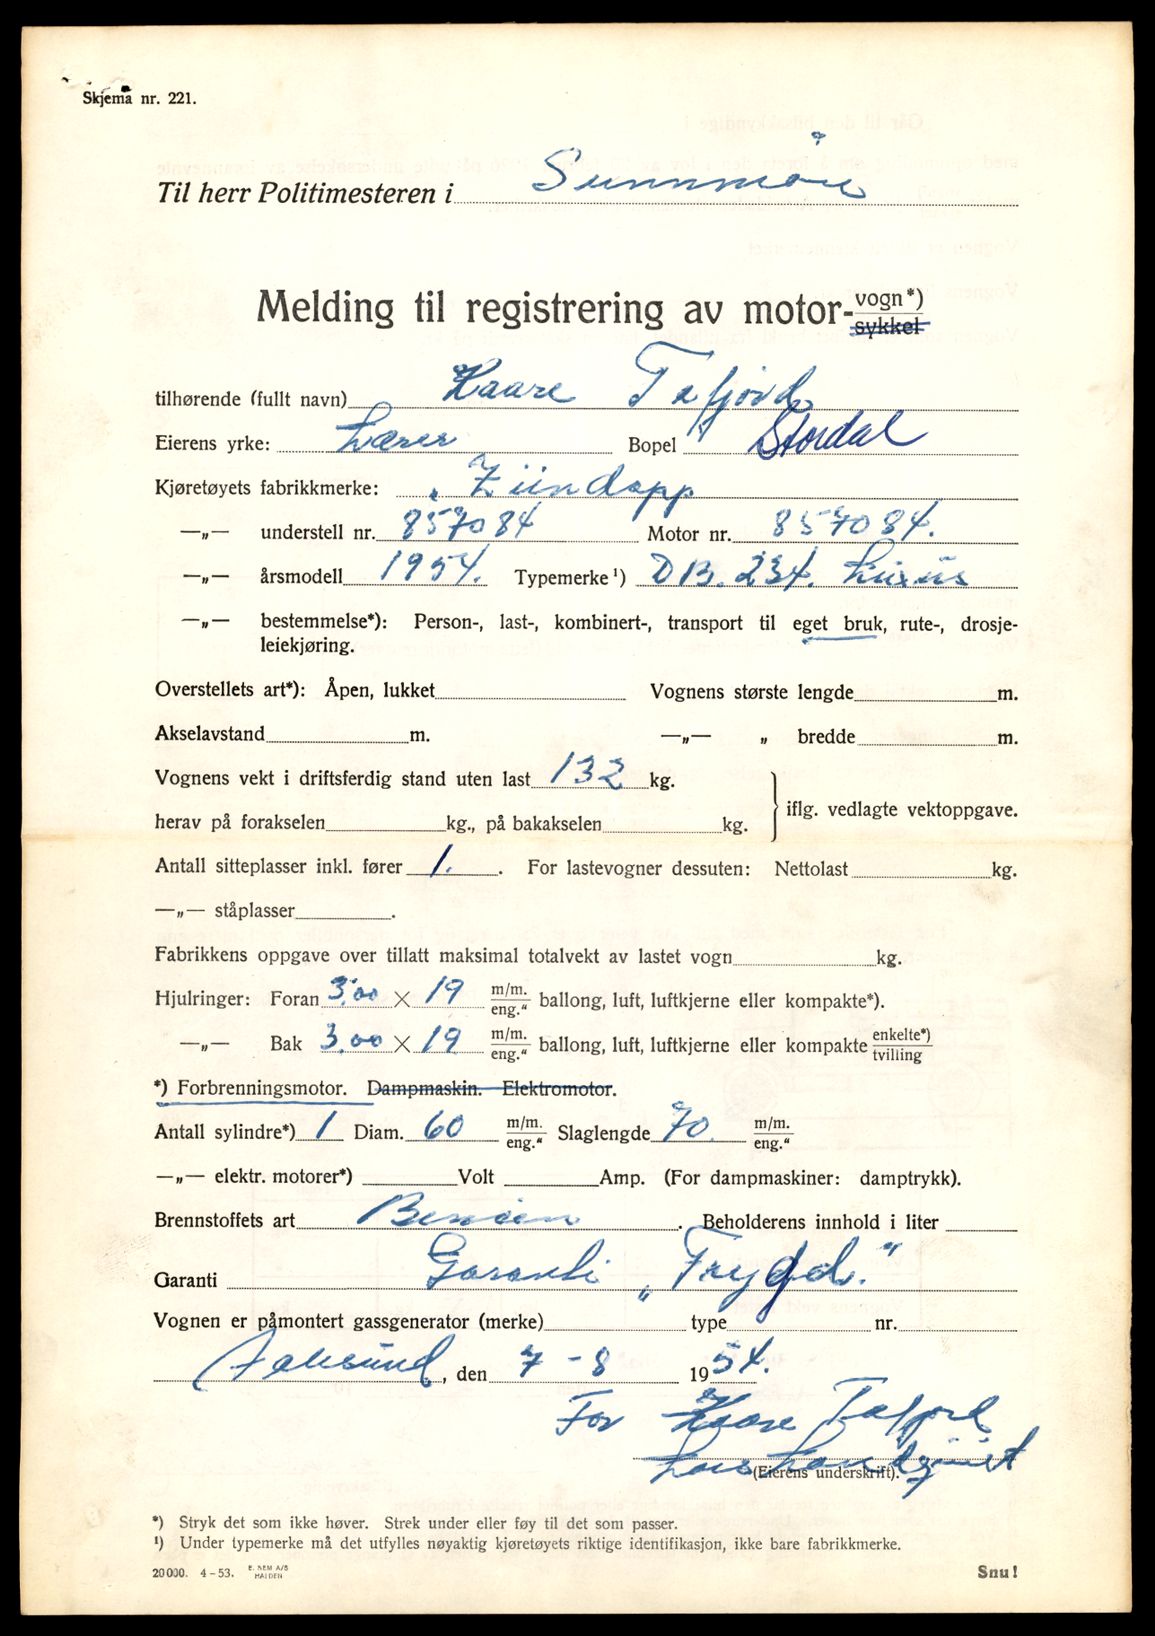 Skjema nr. 221.
Til herr Politimesteren i Sunnmöre
Melding til registrering av motor- vogn*)
sykkel
tilhørende (fullt navn) Kaare Tafjord
Eierens yrke: Lærer Bopel Stordal
Kjøretøyets fabrikkmerke: Zündapp
—„— understell nr. 857084 Motor nr. 857084.
—„— årsmodell 1954. Typemerke ¹) DB. 234. Luxus
—„— bestemmelse*): Person-, last-, kombinert-, transport til eget bruk, rute-, drosje-
leiekjøring.
Overstellets art*): Åpen, lukket Vognens største lengde m.
Akselavstand m. —„— „ bredde m.
Vognens vekt i driftsferdig stand uten last 132 kg.
iflg. vedlagte vektoppgave.
herav på forakselen kg., på bakakselen kg.
Antall sitteplasser inkl. fører 1. . For lastevogner dessuten: Nettolast kg.
—„— ståplasser .
Fabrikkens oppgave over tillatt maksimal totalvekt av lastet vogn kg.
Hjulringer: Foran 3.00 × 19 m/m. eng.“ ballong, luft, luftkjerne eller kompakte*).
—„— Bak 3.00 × 19 m/m. eng.“ ballong, luft, luftkjerne eller kompakte enkelte*) tvilling
*) Forbrenningsmotor. Dampmaskin. Elektromotor.
Antall sylindre*) 1 Diam. 60 m/m. eng.“ Slaglengde 70 m/m. eng.“
—„— elektr. motorer*) Volt Amp. (For dampmaskiner: damptrykk).
Brennstoffets art Bensin . Beholderens innhold i liter
Garanti Garanti „Trygd.“
Vognen er påmontert gassgenerator (merke) type nr.
Aalesund, den 7-8 1954.
For Kaare Tafjord
(Eierens underskrift).
*) Stryk det som ikke høver. Strek under eller føy til det som passer.
¹) Under typemerke må det utfylles nøyaktig kjøretøyets riktige identifikasjon, ikke bare fabrikkmerke.
20000. 4-53. E. SEM A/S
HALDEN
Snu!